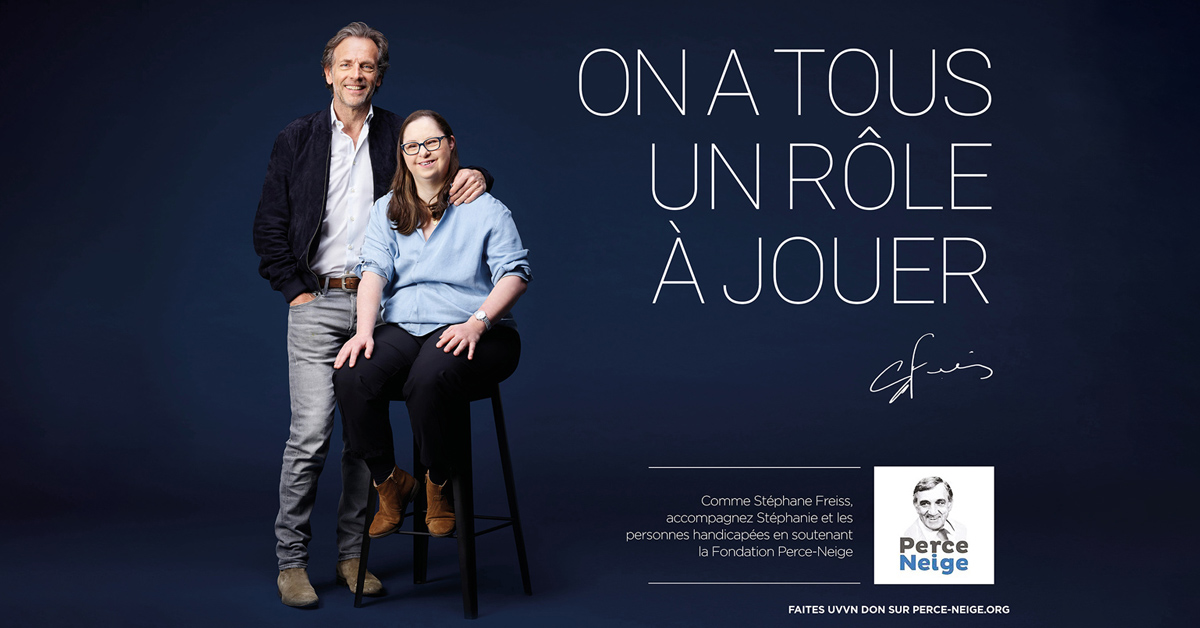 ON A TOUS
UN RÔLE
À JOUER
Comme Stéphane Freiss,
accompagnez Stéphanie et les
personnes handicapées en soutenant
la Fondation Perce-Neige
Perce
Neige
FAITES UVVN DON SUR PERCE-NEIGE.ORG